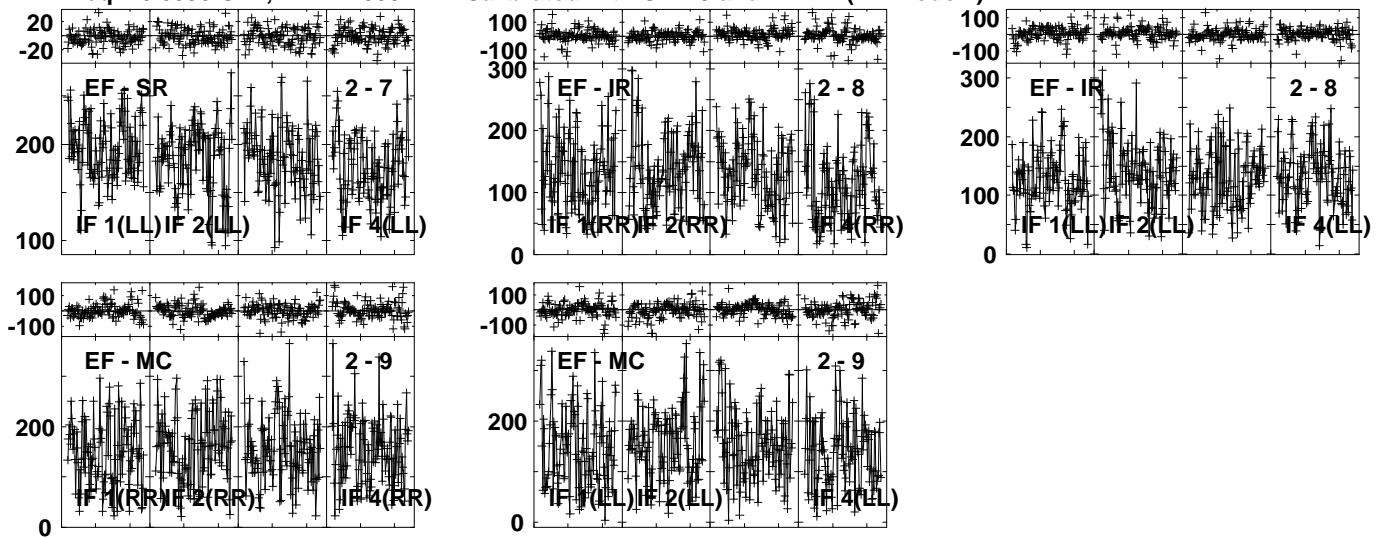 20
-20
EF - SR 2 - 7
200
100
IF 1(LL) IF 2(LL) IF 4(LL)
100
-100
300
EF - IR 2 - 8
200
100
0
IF 1(RR) IF 2(RR) IF 4(RR)
100
-100
300
EF - IR 2 - 8
200
100
0
IF 1(LL) IF 2(LL) IF 4(LL)
100
-100
EF - MC 2 - 9
200
0
IF 1(RR) IF 2(RR) IF 4(RR)
100
-100
EF - MC 2 - 9
200
0
IF 1(LL) IF 2(LL) IF 4(LL)